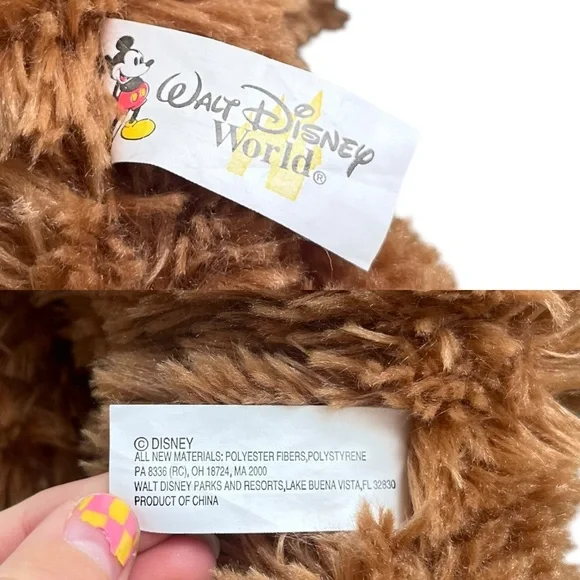 WALT DISNEY
World®
© DISNEY
ALL NEW MATERIALS: POLYESTER FIBERS,POLYSTYRENE
PA 8336 (RC), OH 18724, MA 2000
WALT DISNEY PARKS AND RESORTS,LAKE BUENA VISTA,FL 32830
PRODUCT OF CHINA